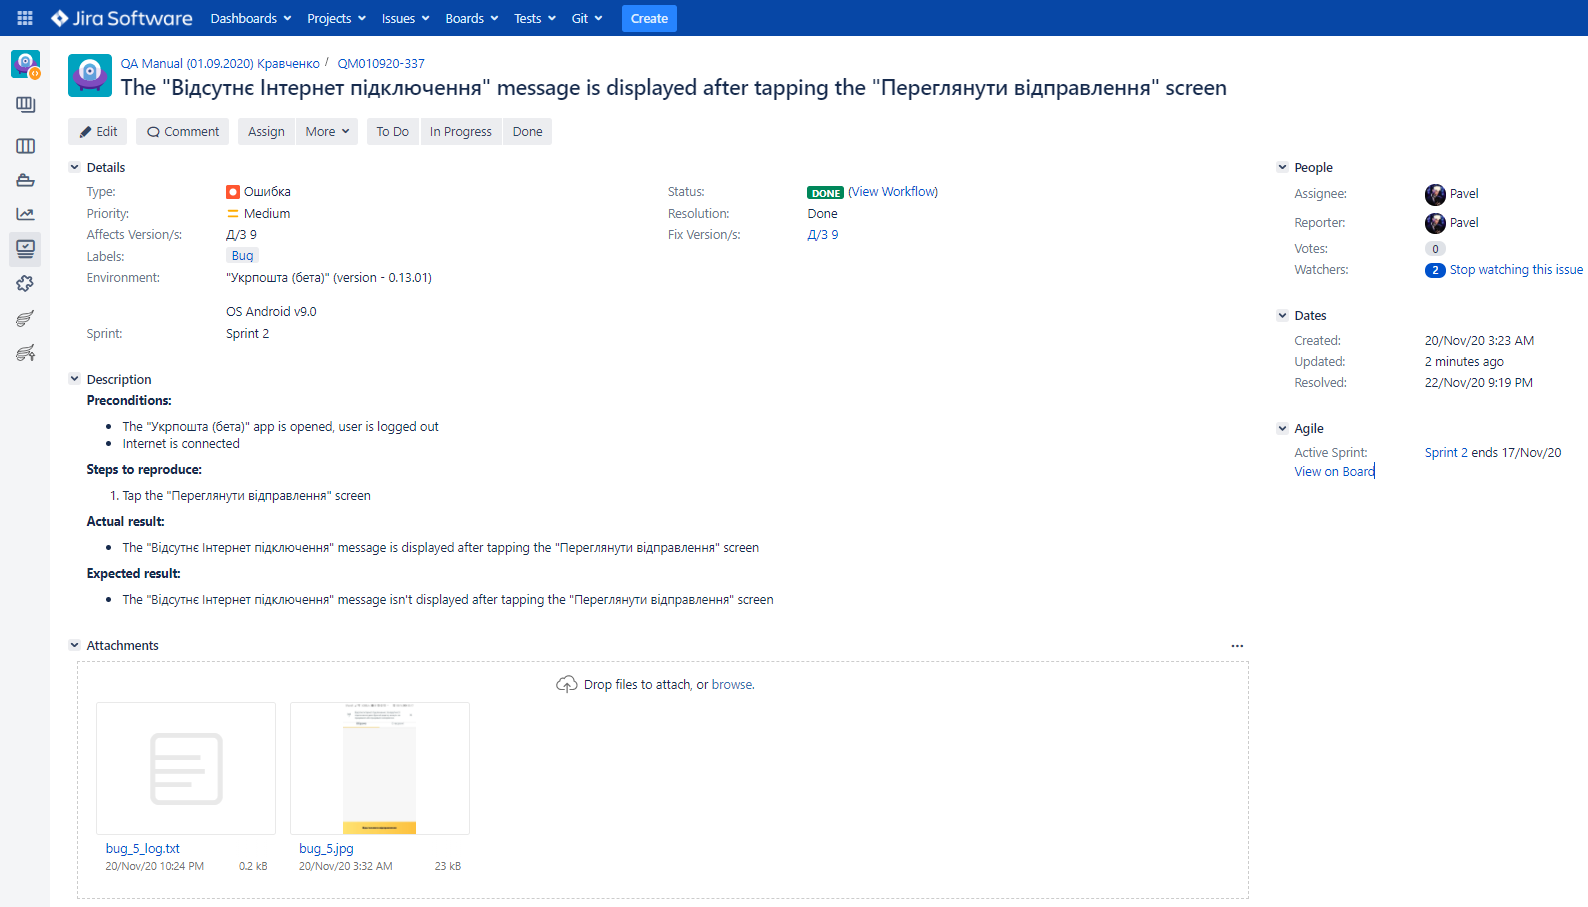 Jira Software Dashboards Projects Issues Boards Tests Git Create
QA Manual (01.09.2020) Кравченко / QM010920-337
The "Відсутнє Інтернет підключення" message is displayed after tapping the "Переглянути відправлення" screen
Edit Comment Assign More To Do In Progress Done
Details
Type: Ошибка
Priority: Medium
Affects Version/s: Д/З 9
Labels: Bug
Environment: "Укрпошта (бета)" (version - 0.13.01)
OS Android v9.0
Sprint: Sprint 2
Status: DONE (View Workflow)
Resolution: Done
Fix Version/s: Д/З 9
Description
Preconditions:
• The "Укрпошта (бета)" app is opened, user is logged out
• Internet is connected
Steps to reproduce:
1. Tap the "Переглянути відправлення" screen
Actual result:
• The "Відсутнє Інтернет підключення" message is displayed after tapping the "Переглянути відправлення" screen
Expected result:
• The "Відсутнє Інтернет підключення" message isn't displayed after tapping the "Переглянути відправлення" screen
Attachments
Drop files to attach, or browse.
bug_5_log.txt
20/Nov/20 10:24 PM 0.2 kB
bug_5.jpg
20/Nov/20 3:32 AM 23 kB
People
Assignee: Pavel
Reporter: Pavel
Votes: 0
Watchers: 2 Stop watching this issue
Dates
Created: 20/Nov/20 3:23 AM
Updated: 2 minutes ago
Resolved: 22/Nov/20 9:19 PM
Agile
Active Sprint: Sprint 2 ends 17/Nov/20
View on Board